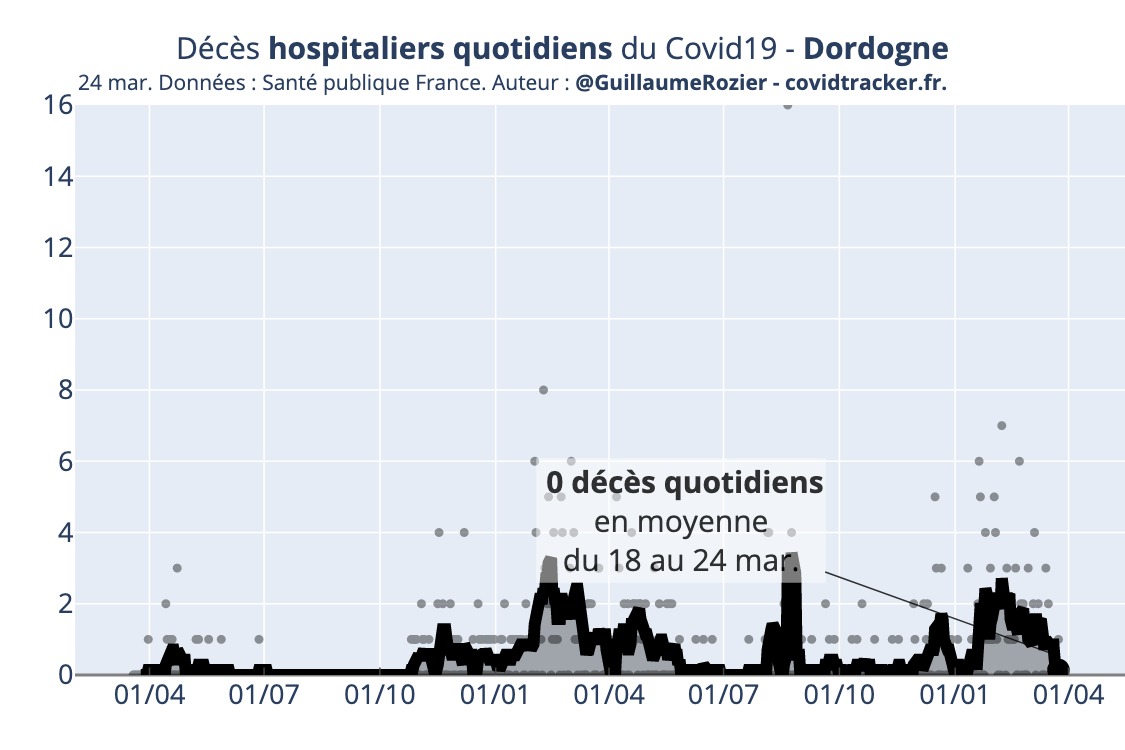 Décès hospitaliers quotidiens du Covid19 - Dordogne
24 mar. Données : Santé publique France. Auteur : @GuillaumeRozier - covidtracker.fr.
16
14
12
10
8
6
0 décès quotidiens
en moyenne
4
du 18 au 24 mar.
2
0
01/04 01/07 01/10 01/01 01/04 01/07 01/10 01/01 01/04